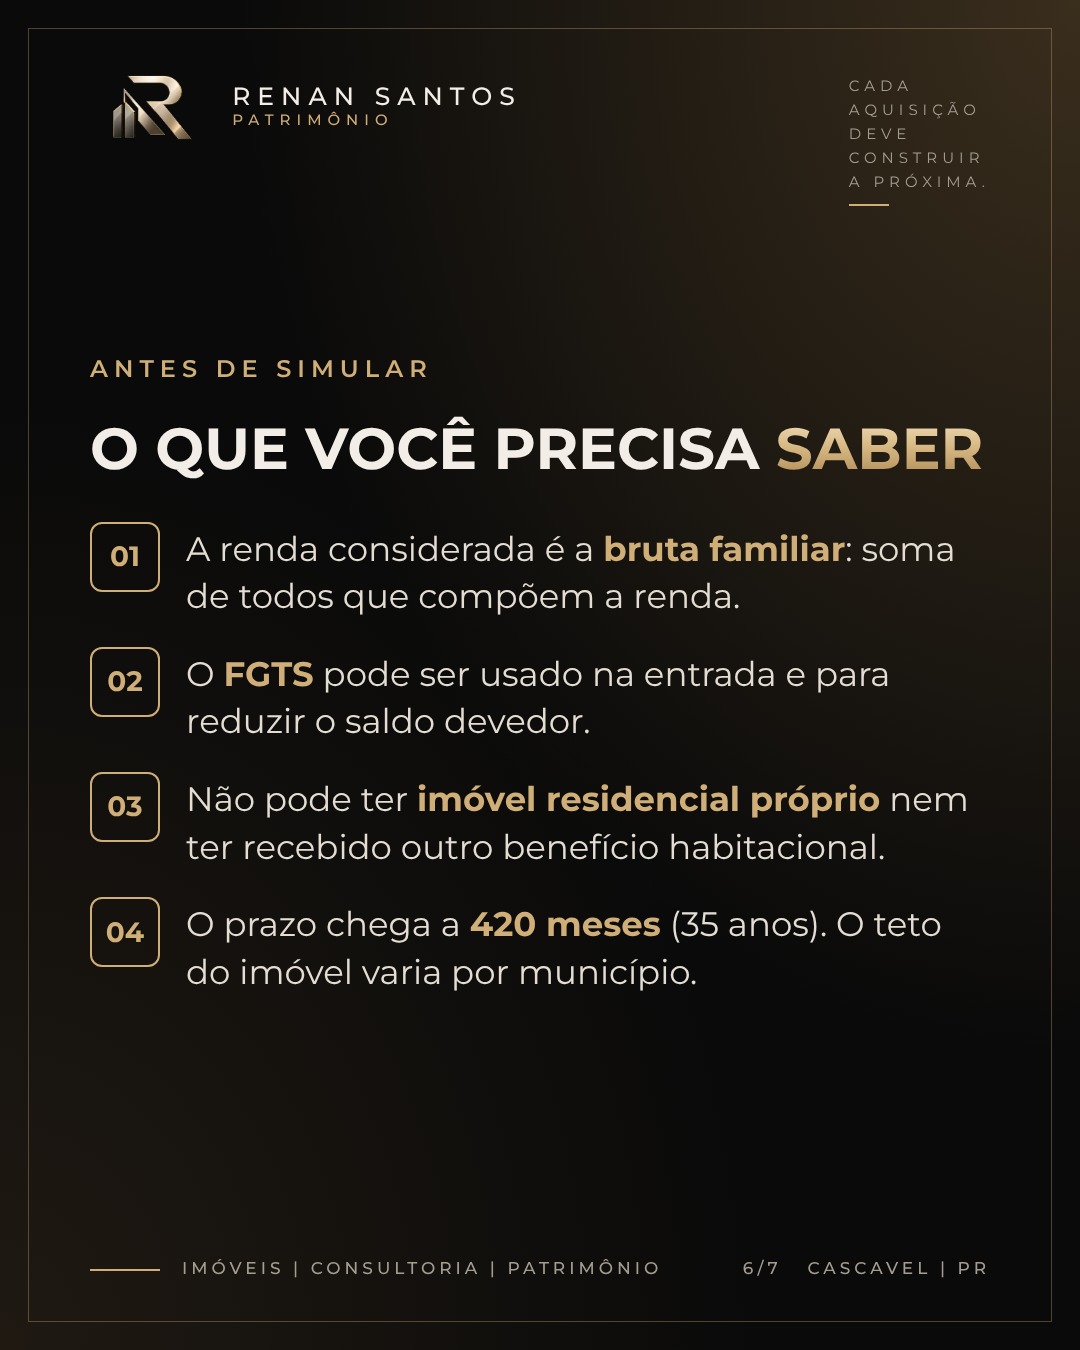 RENAN SANTOS
PATRIMÔNIO
CADA
AQUISIÇÃO
DEVE
CONSTRUIR
A PRÓXIMA.
ANTES DE SIMULAR
O QUE VOCÊ PRECISA SABER
01
A renda considerada é a bruta familiar: soma
de todos que compõem a renda.
02
O FGTS pode ser usado na entrada e para
reduzir o saldo devedor.
03
Não pode ter imóvel residencial próprio nem
ter recebido outro benefício habitacional.
04
O prazo chega a 420 meses (35 anos). O teto
do imóvel varia por município.
IMÓVEIS | CONSULTORIA | PATRIMÔNIO
6/7 CASCAVEL | PR